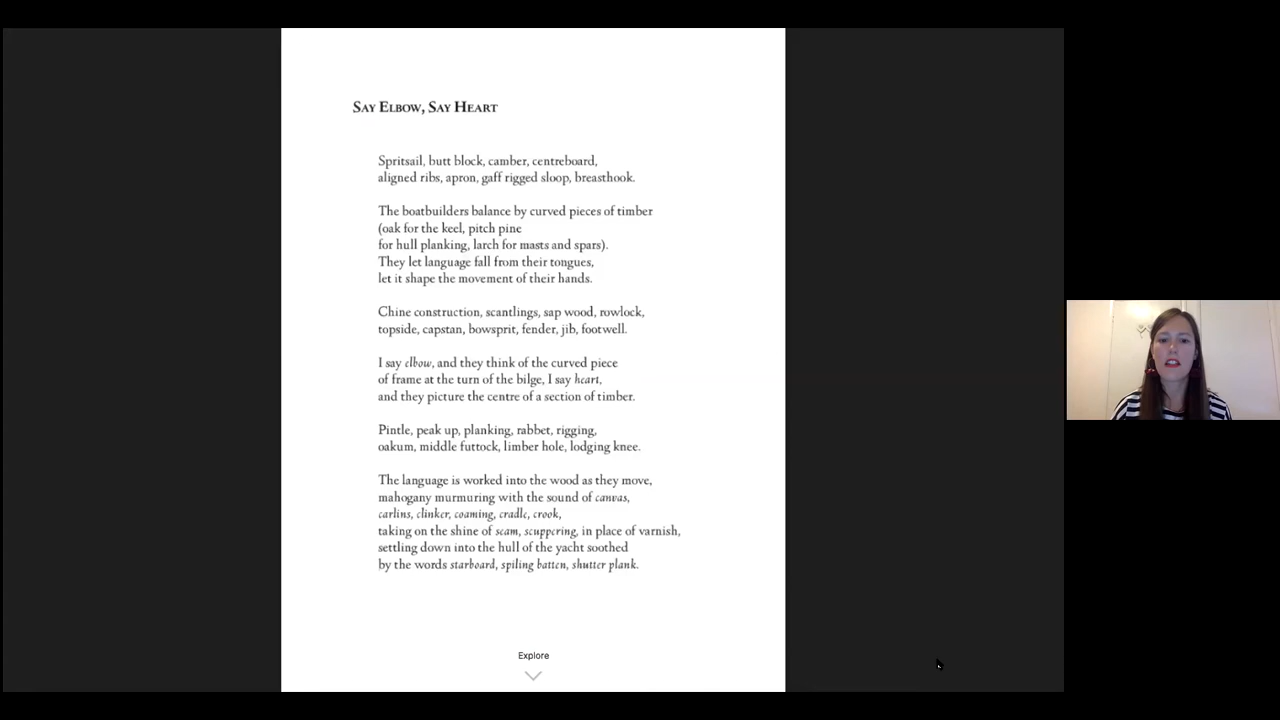 Say Elbow, Say Heart
Spritsail, butt block, camber, centreboard,
aligned ribs, apron, gaff rigged sloop, breasthook.
The boatbuilders balance by curved pieces of timber
(oak for the keel, pitch pine
for hull planking, larch for masts and spars).
They let language fall from their tongues,
let it shape the movement of their hands.
Chine construction, scantlings, sap wood, rowlock,
topside, capstan, bowsprit, fender, jib, footwell.
I say elbow, and they think of the curved piece
of frame at the turn of the bilge, I say heart,
and they picture the centre of a section of timber.
Pintle, peak up, planking, rabbet, rigging,
oakum, middle futtock, limber hole, lodging knee.
The language is worked into the wood as they move,
mahogany murmuring with the sound of canvas,
carlins, clinker, coaming, cradle, crook,
taking on the shine of seam, scuppering, in place of varnish,
settling down into the hull of the yacht soothed
by the words starboard, spiling batten, shutter plank.
Explore